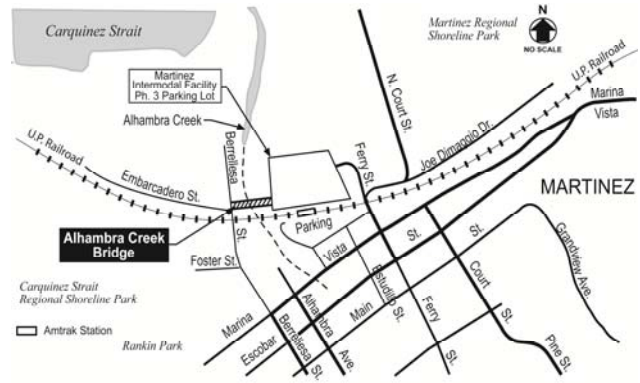 Carquinez Strait
Martinez Regional
Shoreline Park
N
NO SCALE
Martinez
Intermodal Facility
Ph. 3 Parking Lot
Alhambra Creek
Berrellesa
St.
N. Court St.
U.P. Railroad
Marina
Vista
Joe Dimaggio Dr.
Ferry St.
U.P. Railroad
Embarcadero St.
MARTINEZ
Parking
Alhambra Creek
Bridge
Foster St.
Vista
St.
St.
Grandview Ave.
Carquinez Strait
Regional Shoreline Park
Amtrak Station
Rankin Park
Marina
Escobar
Berrellesa
St.
Alhambra
Ave.
Main
Estudillo St.
Ferry
St.
Court
St.
Pine St.